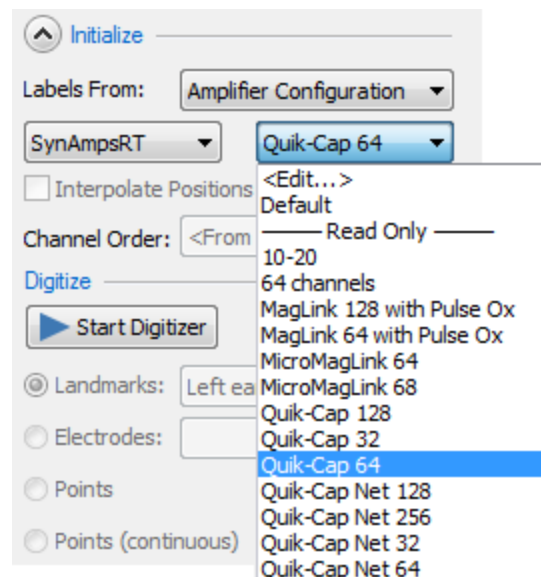 Initialize
Labels From: Amplifier Configuration
SynAmpsRT Quik-Cap 64
Interpolate Positions
<Edit...>
Default
Read Only
Channel Order: <From
10-20
Digitize
64 channels
MagLink 128 with Pulse Ox
Start Digitizer
MagLink 64 with Pulse Ox
MicroMagLink 64
Landmarks: Left ea
MicroMagLink 68
Quik-Cap 128
Electrodes:
Quik-Cap 32
Quik-Cap 64
Points
Quik-Cap Net 128
Quik-Cap Net 256
Points (continuous)
Quik-Cap Net 32
Quik-Cap Net 64